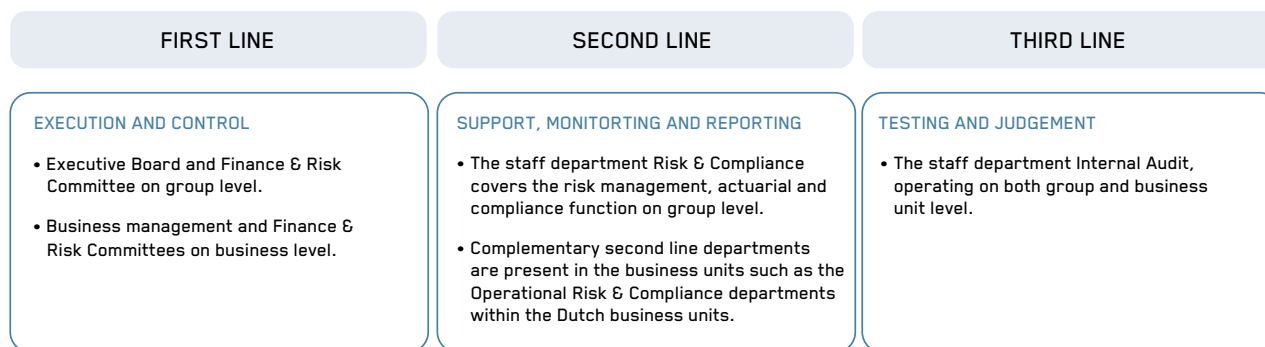 FIRST LINE
SECOND LINE
THIRD LINE
EXECUTION AND CONTROL
• Executive Board and Finance & Risk
Committee on group level.
• Business management and Finance &
Risk Committees on business level.
SUPPORT, MONITORTING AND REPORTING
• The staff department Risk & Compliance
covers the risk management, actuarial and
compliance function on group level.
• Complementary second line departments
are present in the business units such as the
Operational Risk & Compliance departments
within the Dutch business units.
TESTING AND JUDGEMENT
• The staff department Internal Audit,
operating on both group and business
unit level.